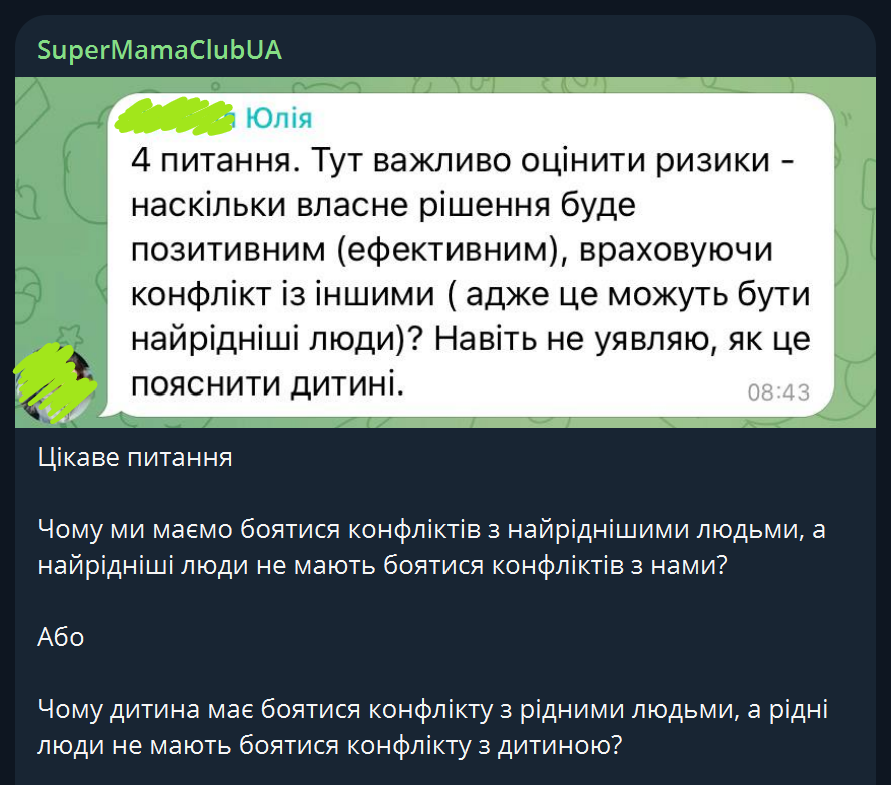 SuperMamaClubUA
Юлія
4 питання. Тут важливо оцінити ризики -
наскільки власне рішення буде
позитивним (ефективним), враховуючи
конфлікт із іншими ( адже це можуть бути
найрідніші люди)? Навіть не уявляю, як це
пояснити дитині.
08:43
Цікаве питання
Чому ми маємо боятися конфліктів з найріднішими людьми, а
найрідніші люди не мають боятися конфліктів з нами?
Або
Чому дитина має боятися конфлікту з рідними людьми, а рідні
люди не мають боятися конфлікту з дитиною?